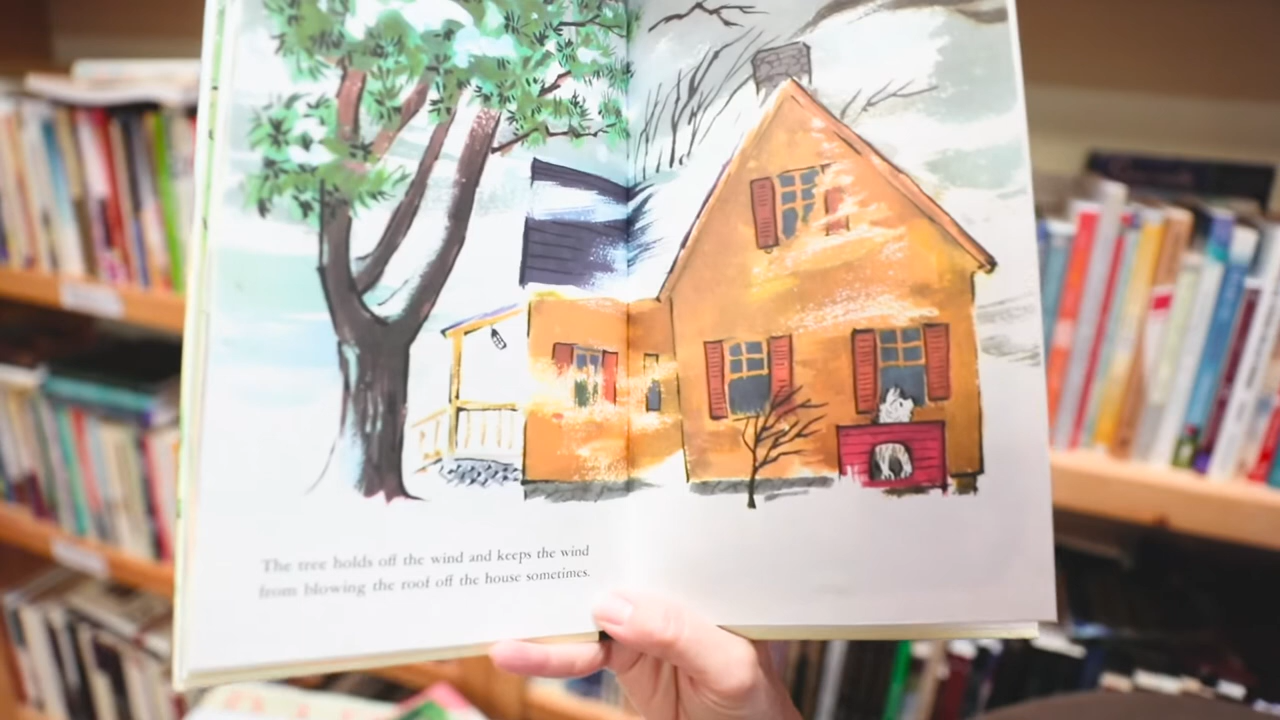 The tree holds off the wind and keeps the wind
from blowing the roof off the house sometimes.